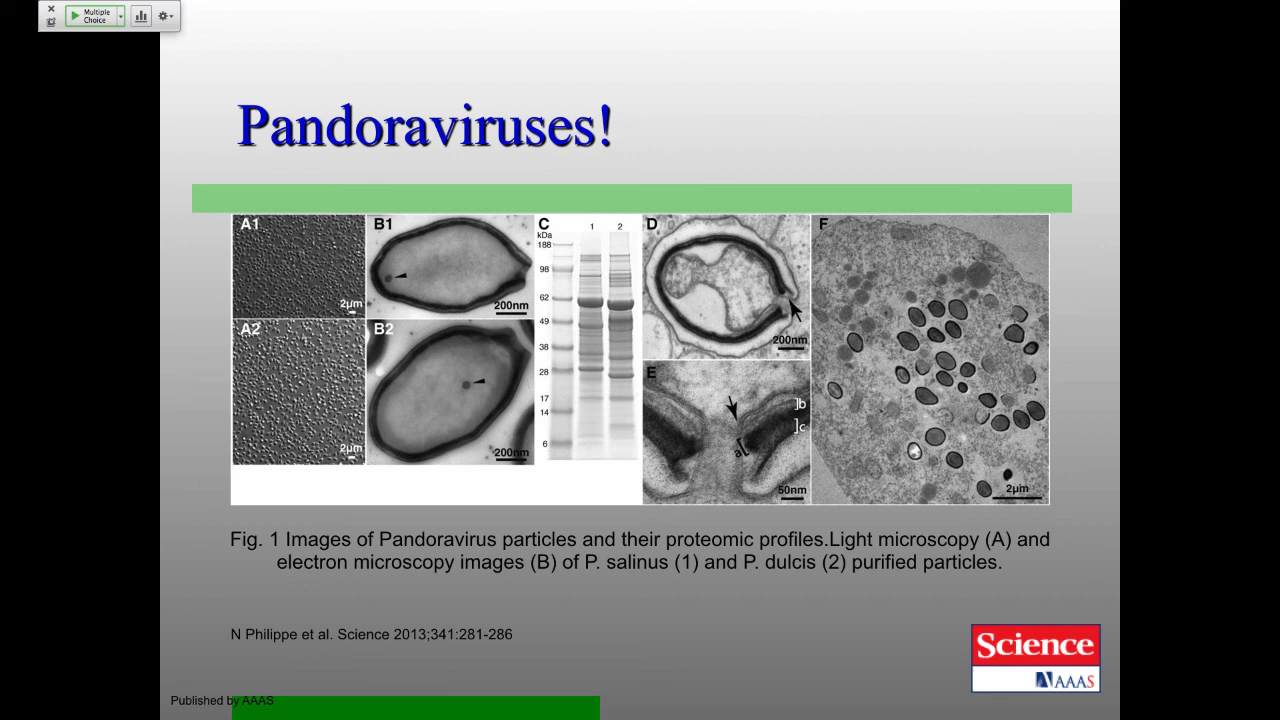 Multiple
Choice
Pandoraviruses!
A1
2µm
A2
2µm
B1
200nm
B2
200nm
C
1 2
kDa
188
98
62
49
38
28
17
14
6
D
200nm
E
]b
]c
a[
50nm
F
2µm
Fig. 1 Images of Pandoravirus particles and their proteomic profiles.Light microscopy (A) and
electron microscopy images (B) of P. salinus (1) and P. dulcis (2) purified particles.
N Philippe et al. Science 2013;341:281-286
Science
AAAS
Published by AAAS